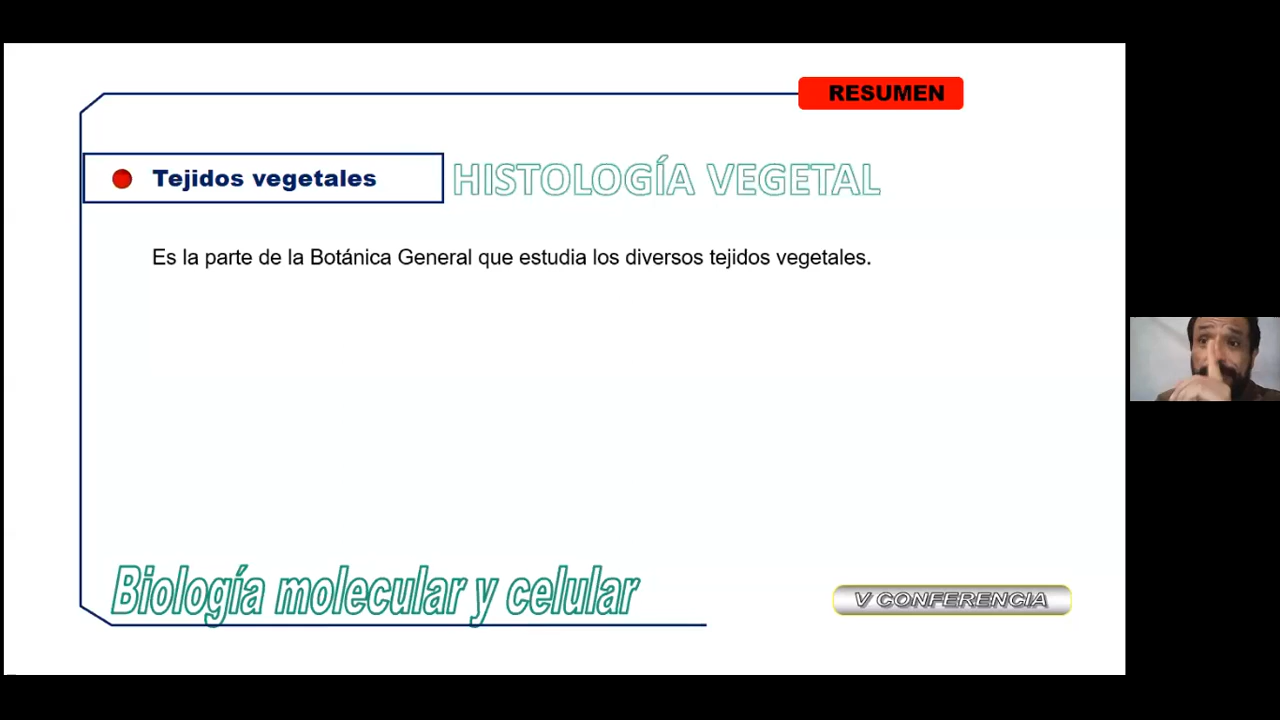 RESUMEN
Tejidos vegetales
HISTOLOGÍA VEGETAL
Es la parte de la Botánica General que estudia los diversos tejidos vegetales.
Biología molecular y celular
V CONFERENCIA